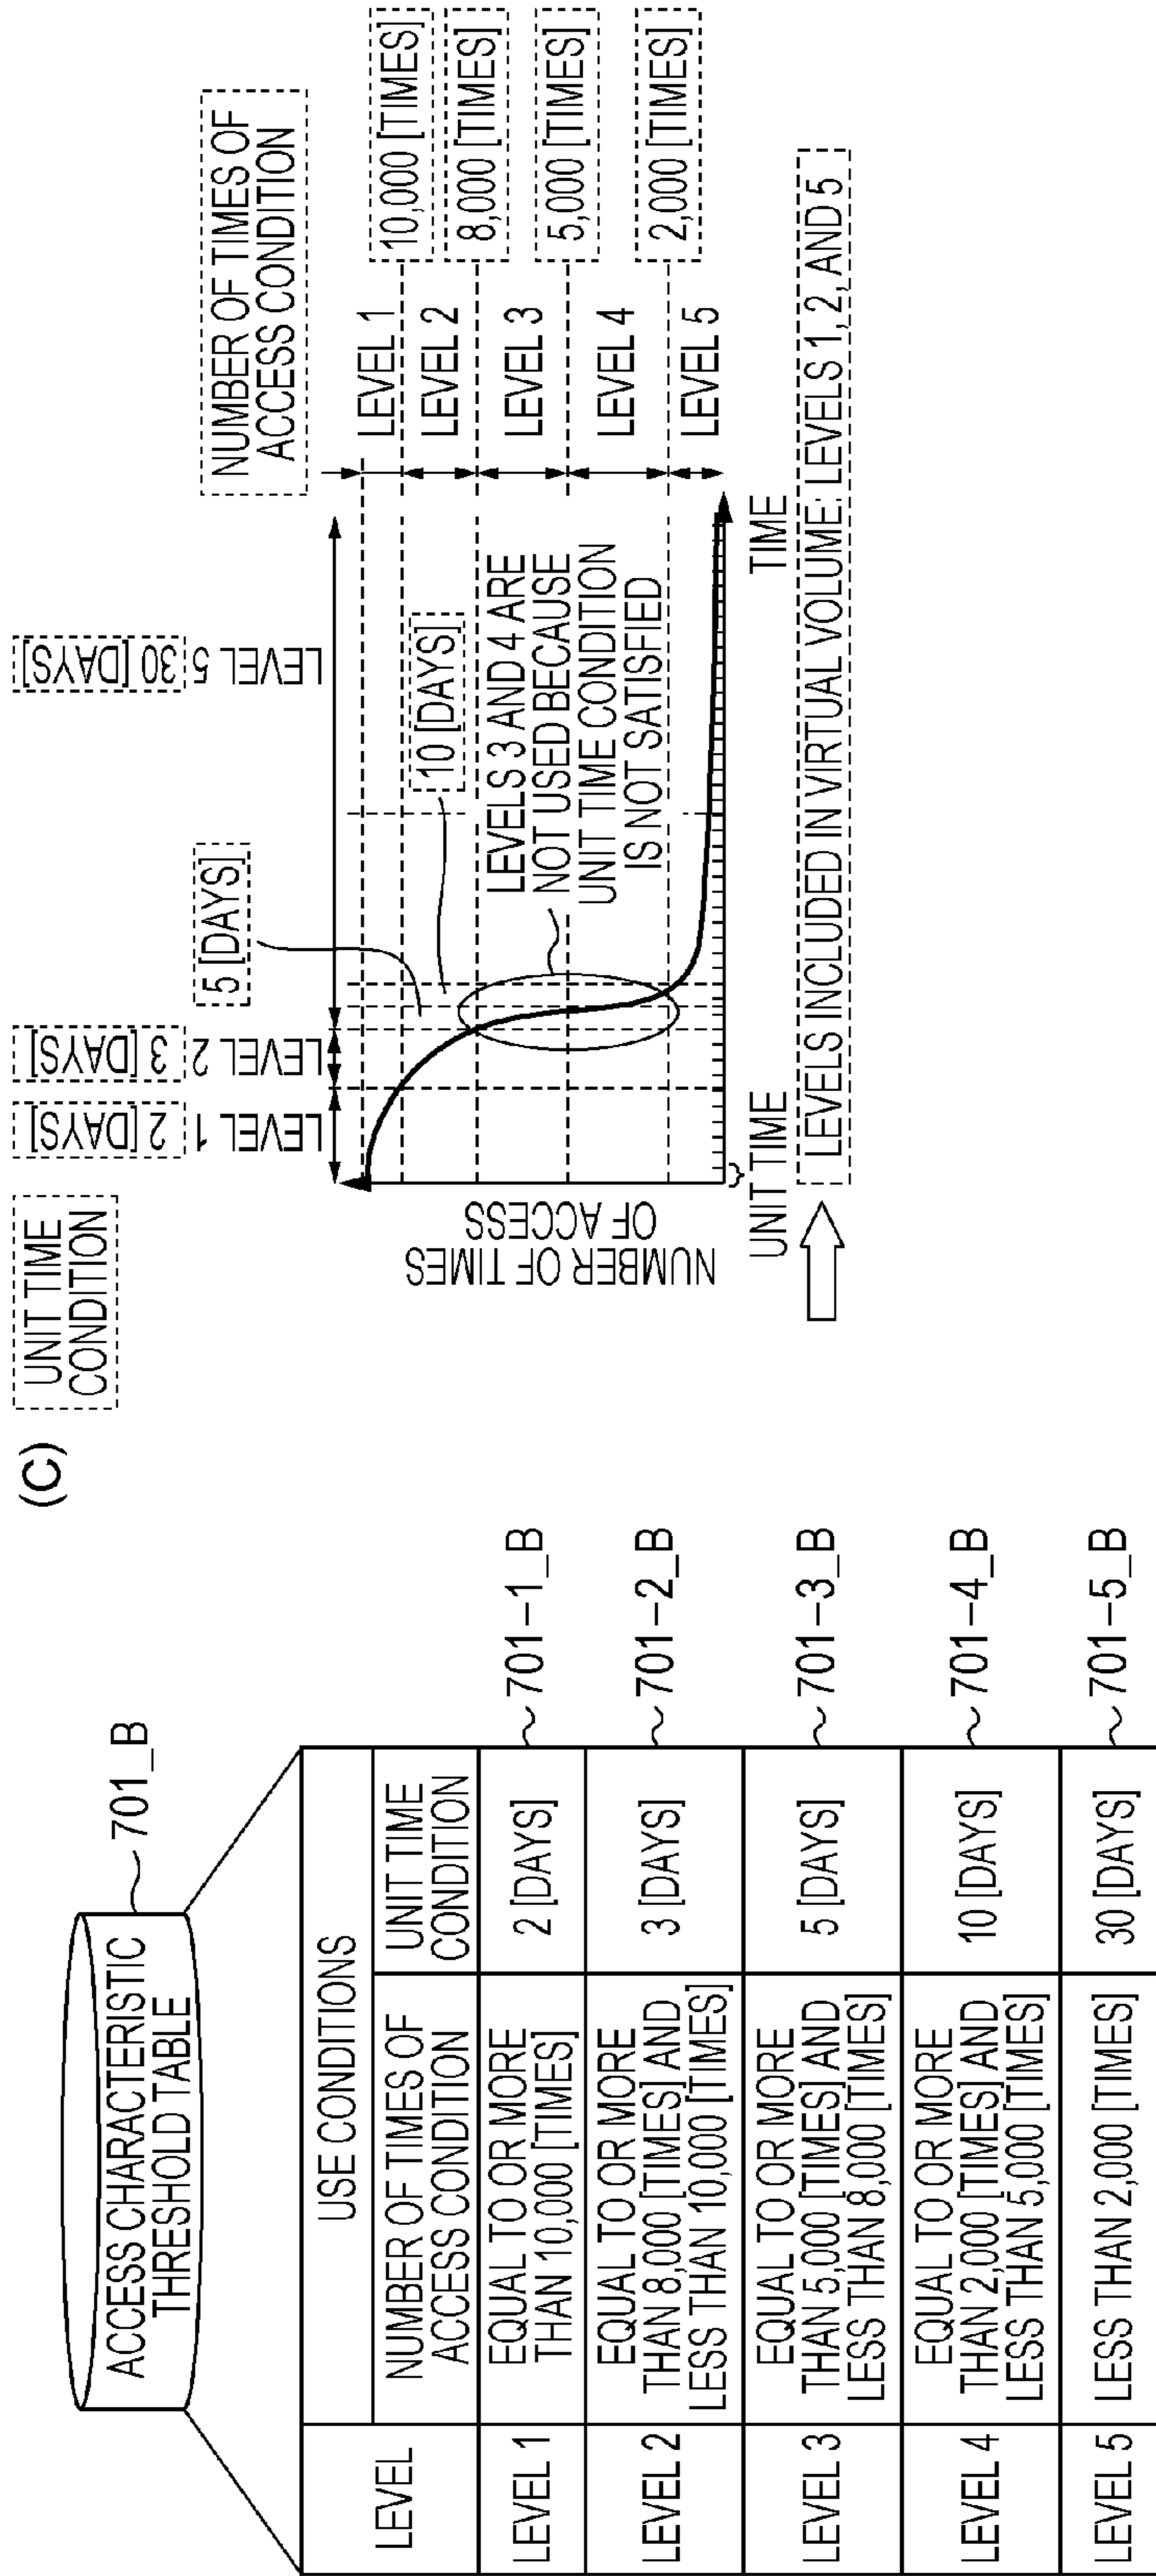 ACCESS CHARACTERISTIC
THRESHOLD TABLE
701_B
LEVEL
USE CONDITIONS
NUMBER OF TIMES OF
ACCESS CONDITION
UNIT TIME
CONDITION
LEVEL 1
EQUAL TO OR MORE
THAN 10,000 [TIMES]
2 [DAYS]
701-1_B
LEVEL 2
EQUAL TO OR MORE
THAN 8,000 [TIMES] AND
LESS THAN 10,000 [TIMES]
3 [DAYS]
701-2_B
LEVEL 3
EQUAL TO OR MORE
THAN 5,000 [TIMES] AND
LESS THAN 8,000 [TIMES]
5 [DAYS]
701-3_B
LEVEL 4
EQUAL TO OR MORE
THAN 2,000 [TIMES] AND
LESS THAN 5,000 [TIMES]
10 [DAYS]
701-4_B
LEVEL 5
LESS THAN 2,000 [TIMES]
30 [DAYS]
701-5_B
(C)
UNIT TIME
CONDITION
2 [DAYS]
LEVEL 1
3 [DAYS]
LEVEL 2
30 [DAYS]
LEVEL 5
5 [DAYS]
10 [DAYS]
NUMBER OF TIMES OF
ACCESS CONDITION
LEVEL 1
10,000 [TIMES]
LEVEL 2
8,000 [TIMES]
LEVEL 3
5,000 [TIMES]
LEVEL 4
2,000 [TIMES]
LEVEL 5
LEVELS 3 AND 4 ARE
NOT USED BECAUSE
UNIT TIME CONDITION
IS NOT SATISFIED
NUMBER OF TIMES
OF ACCESS
UNIT TIME
TIME
LEVELS INCLUDED IN VIRTUAL VOLUME: LEVELS 1, 2, AND 5